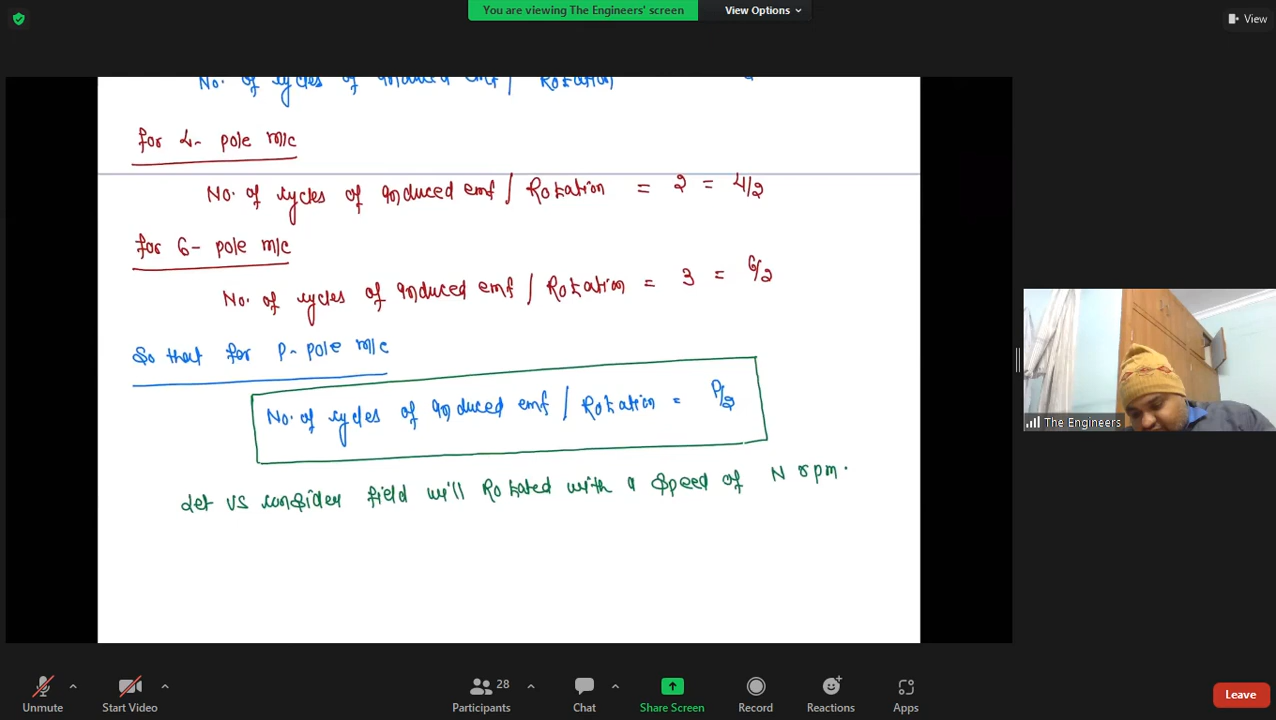 You are viewing The Engineers' screen
View Options
View
No. of cycles of induced emf / Rotation
for 4- pole m/c
No. of cycles of induced emf / Rotation = 2 = 4/2
for 6- pole m/c
No. of cycles of induced emf / Rotation = 3 = 6/2
So that for P- pole m/c
No. of cycles of induced emf / Rotation = P/2
Let us consider field will Rotated with a speed of N rpm.
The Engineers
Unmute
Start Video
28
Participants
Chat
Share Screen
Record
Reactions
Apps
Leave